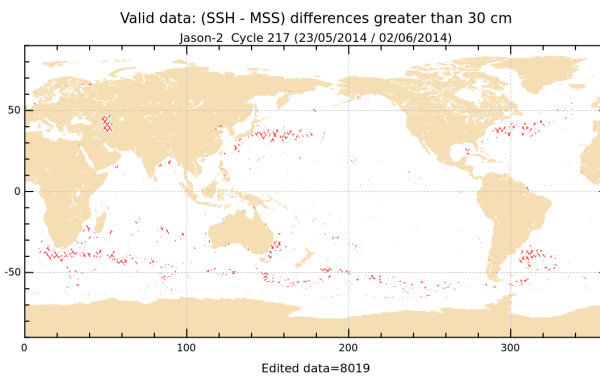 Valid data: (SSH - MSS) differences greater than 30 cm
Jason-2 Cycle 217 (23/05/2014 / 02/06/2014)
50
0
-50
0 100 200 300
Edited data=8019